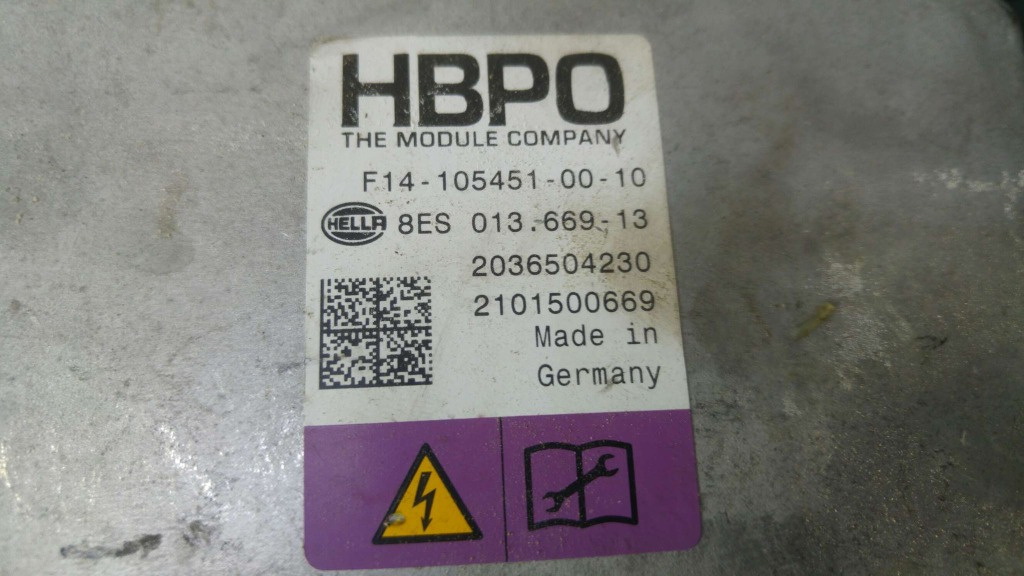 HBPO
THE MODULE COMPANY
F14-105451-00-10
HELLA 8ES 013.669-13
2036504230
2101500669
Made in
Germany